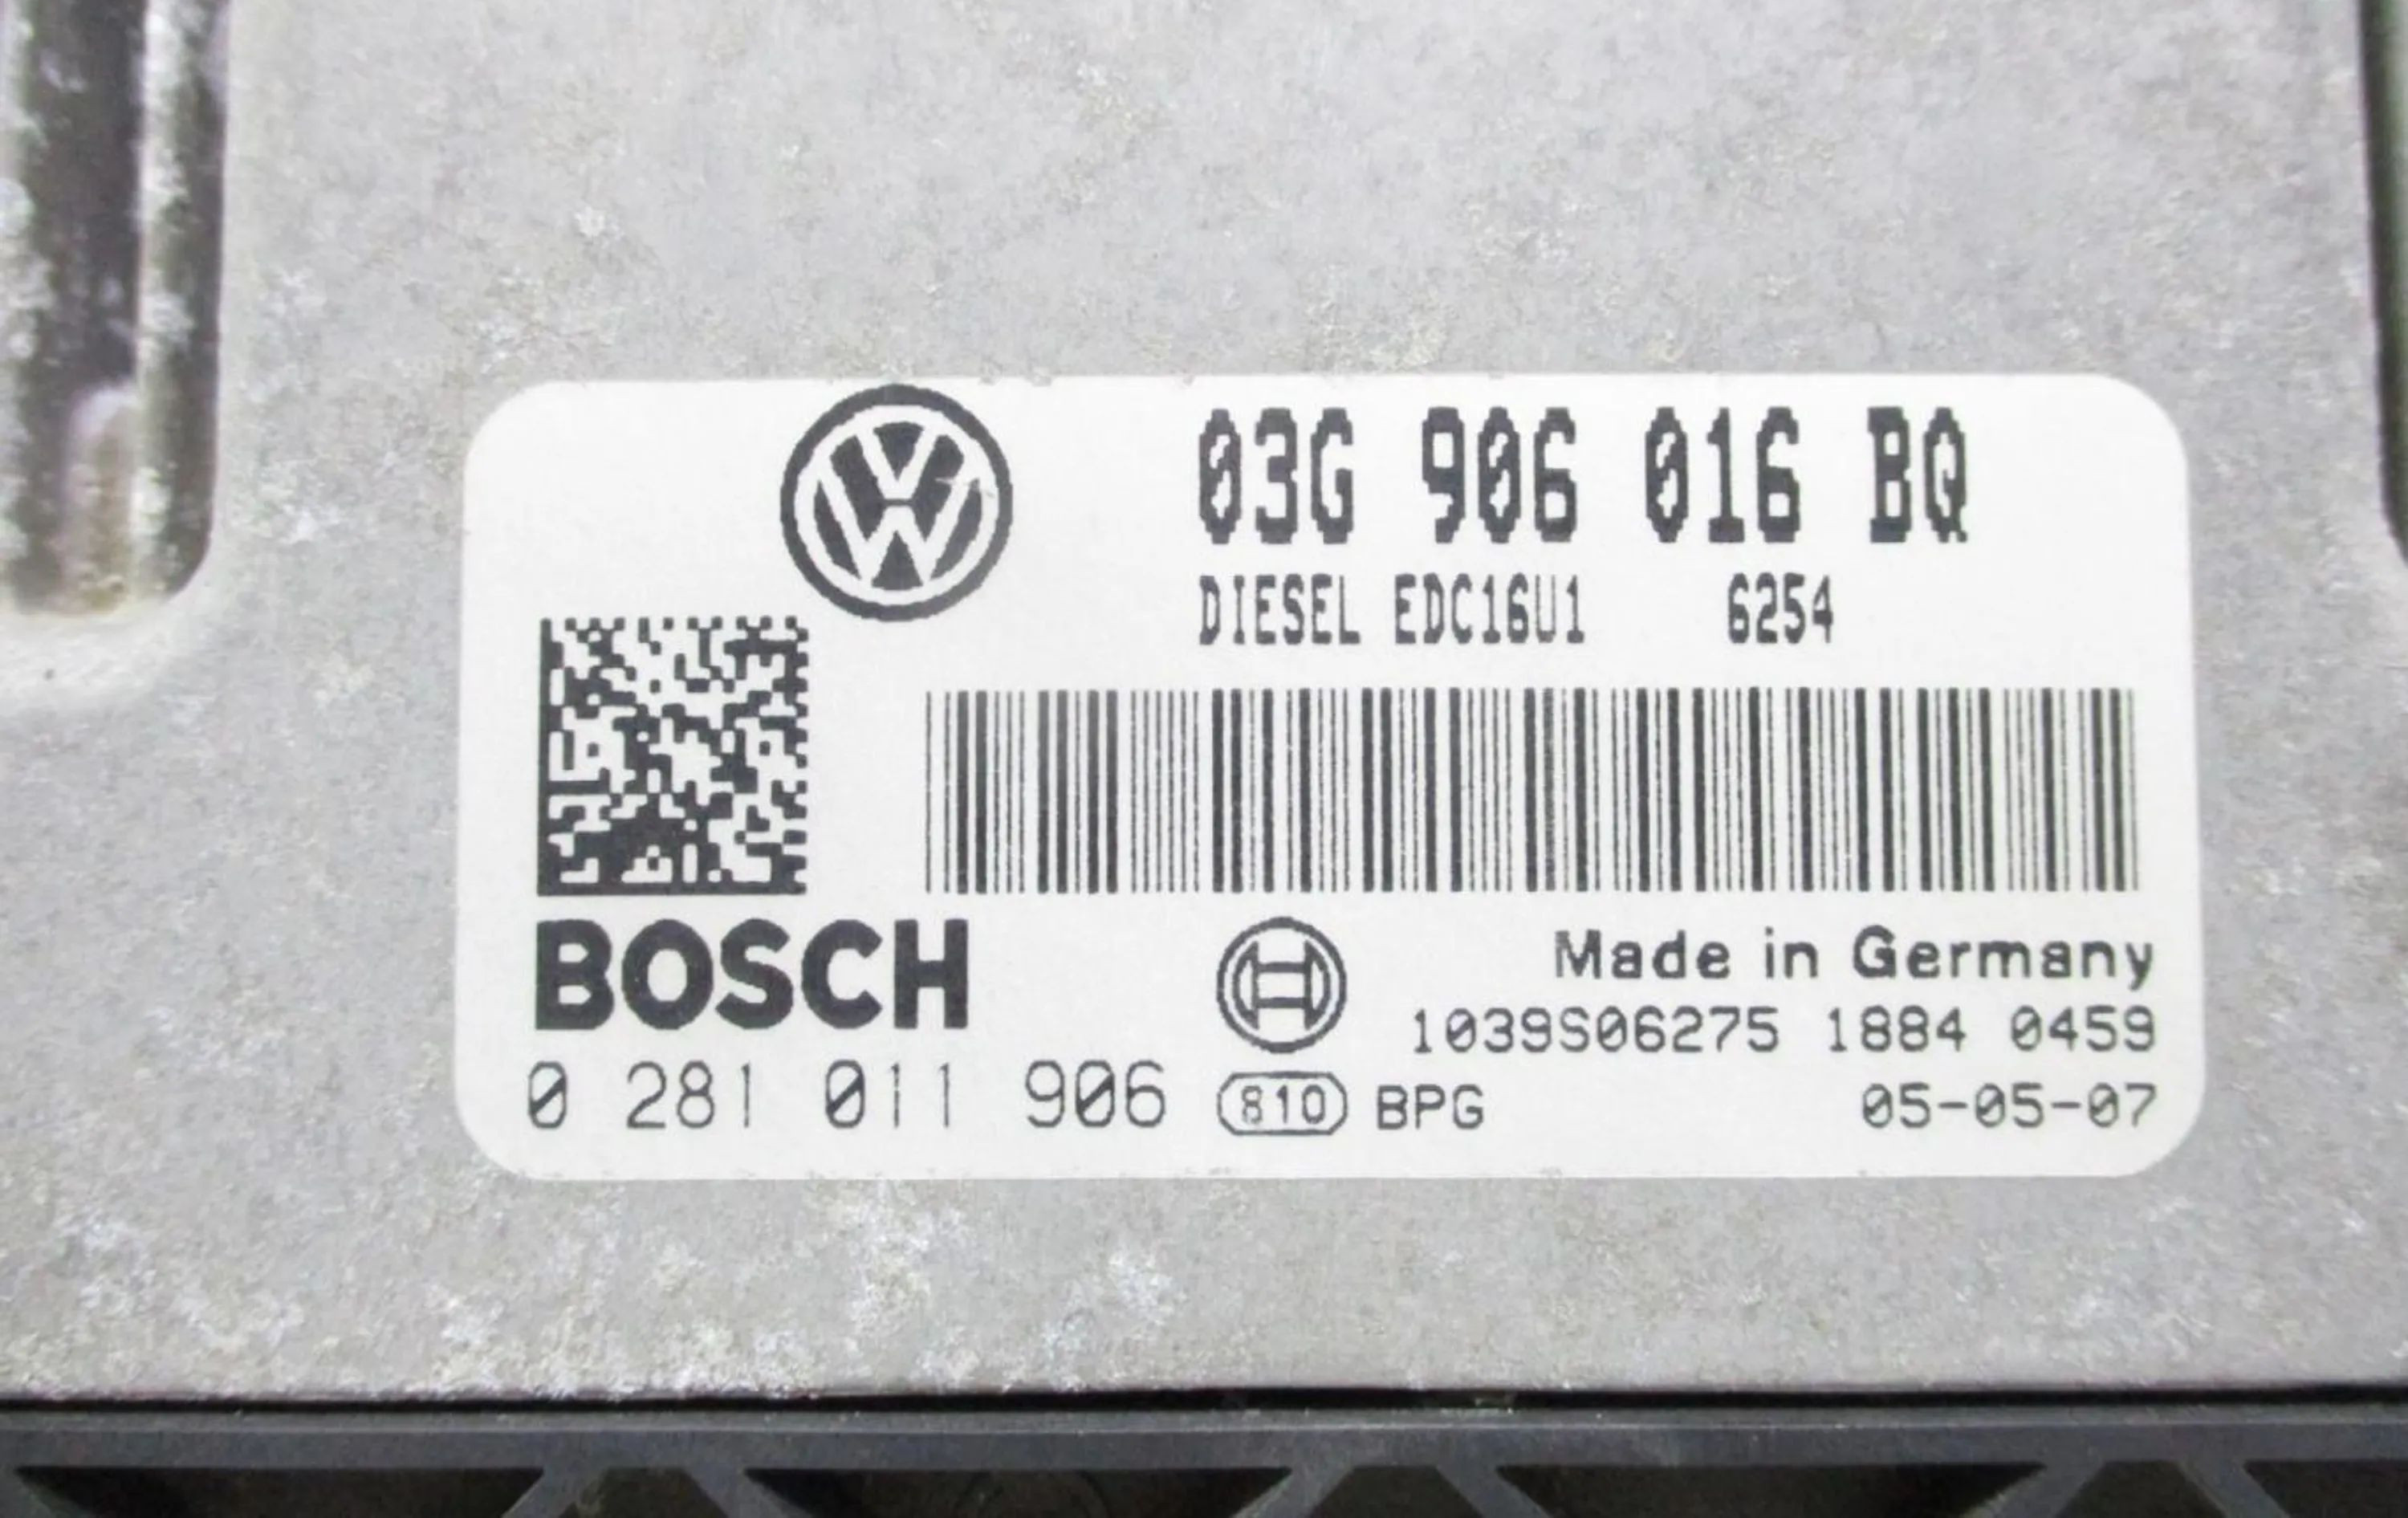 03G 906 016 BQ
DIESEL EDC16U1 6254
BOSCH
Made in Germany
1039S06275 1884 0459
0 281 011 906 810 BPG 05-05-07